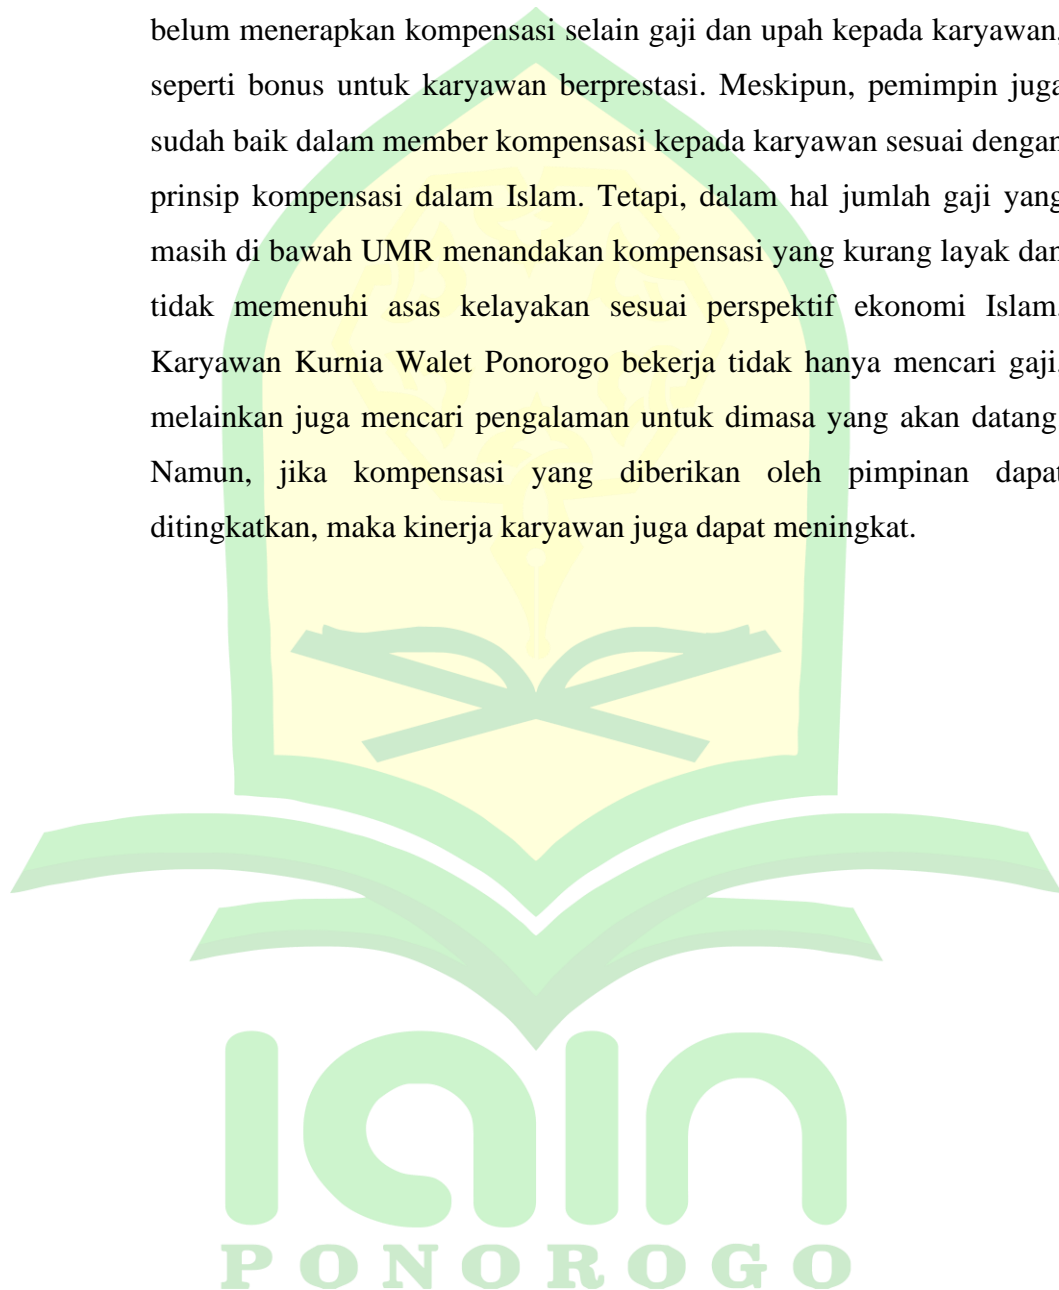 belum menerapkan kompensasi selain gaji dan upah kepada karyawan,
seperti bonus untuk karyawan berprestasi. Meskipun, pemimpin juga
sudah baik dalam member kompensasi kepada karyawan sesuai dengan
prinsip kompensasi dalam Islam. Tetapi, dalam hal jumlah gaji yang
masih di bawah UMR menandakan kompensasi yang kurang layak dan
tidak memenuhi asas kelayakan sesuai perspektif ekonomi Islam.
Karyawan Kurnia Walet Ponorogo bekerja tidak hanya mencari gaji,
melainkan juga mencari pengalaman untuk dimasa yang akan datang.
Namun, jika kompensasi yang diberikan oleh pimpinan dapat
ditingkatkan, maka kinerja karyawan juga dapat meningkat.
iain
PONOROGO